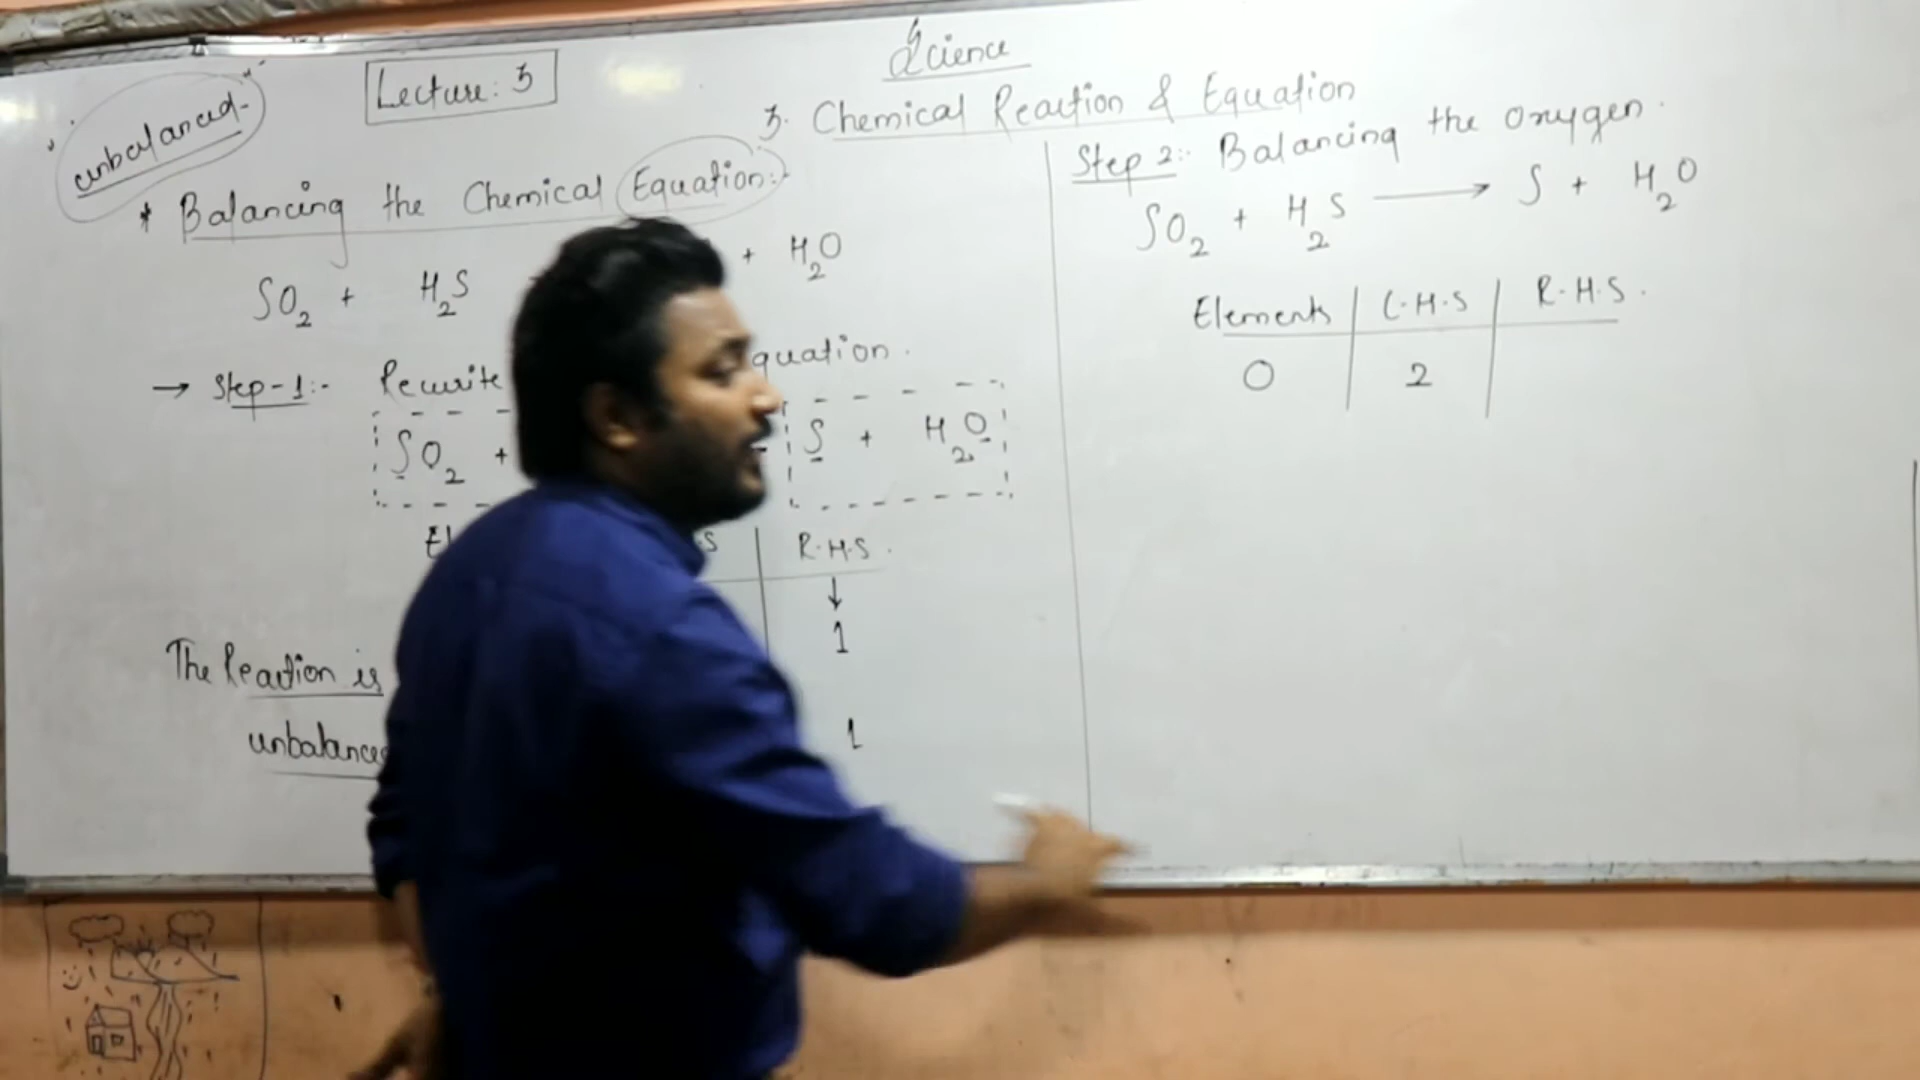 Science
Lecture: 3
3. Chemical Reaction & Equation
unbalanced
* Balancing the Chemical Equation:-
SO2 + H2S + H2O
→ Step-1:- Rewrite quation.
SO2 + S + H2O
El S R.H.S.
↓
1
The Reaction is
unbalanced
1
Step 2:- Balancing the oxygen.
SO2 + H2S ⟶ S + H2O
Elements L.H.S R.H.S.
O 2